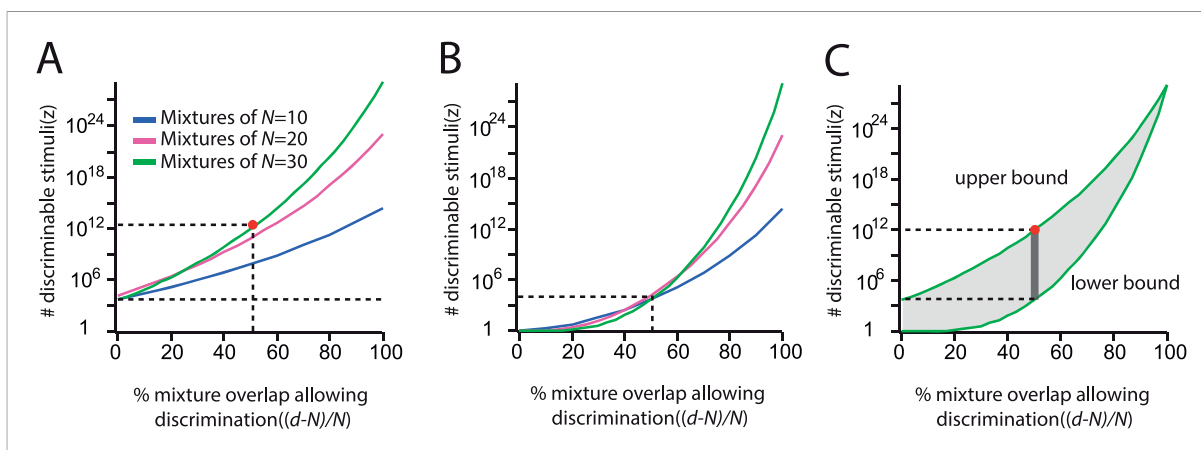 A
# discriminable stimuli(z)
10^24
10^18
10^12
10^6
1
Mixtures of N=10
Mixtures of N=20
Mixtures of N=30
0 20 40 60 80 100
% mixture overlap allowing
discrimination((d-N)/N)
B
# discriminable stimuli(z)
10^24
10^18
10^12
10^6
1
0 20 40 60 80 100
% mixture overlap allowing
discrimination((d-N)/N)
C
# discriminable stimuli(z)
10^24
10^18
10^12
10^6
1
upper bound
lower bound
0 20 40 60 80 100
% mixture overlap allowing
discrimination((d-N)/N)